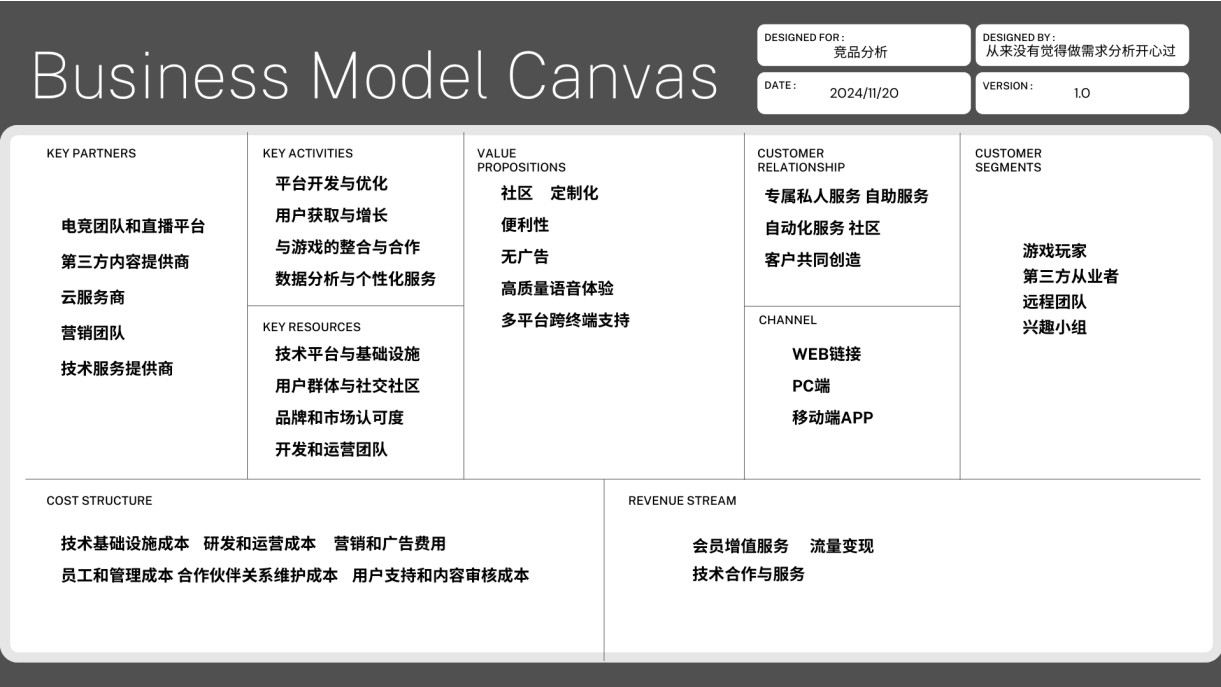 Business Model Canvas
DESIGNED FOR :
竞品分析
DESIGNED BY :
从来没有觉得做需求分析开心过
DATE :
2024/11/20
VERSION :
1.0
KEY PARTNERS
电竞团队和直播平台
第三方内容提供商
云服务商
营销团队
技术服务提供商
KEY ACTIVITIES
平台开发与优化
用户获取与增长
与游戏的整合与合作
数据分析与个性化服务
KEY RESOURCES
技术平台与基础设施
用户群体与社交社区
品牌和市场认可度
开发和运营团队
VALUE
PROPOSITIONS
社区 定制化
便利性
无广告
高质量语音体验
多平台跨终端支持
CUSTOMER
RELATIONSHIP
专属私人服务 自助服务
自动化服务 社区
客户共同创造
CHANNEL
WEB链接
PC端
移动端APP
CUSTOMER
SEGMENTS
游戏玩家
第三方从业者
远程团队
兴趣小组
COST STRUCTURE
技术基础设施成本 研发和运营成本 营销和广告费用
员工和管理成本 合作伙伴关系维护成本 用户支持和内容审核成本
REVENUE STREAM
会员增值服务 流量变现
技术合作与服务